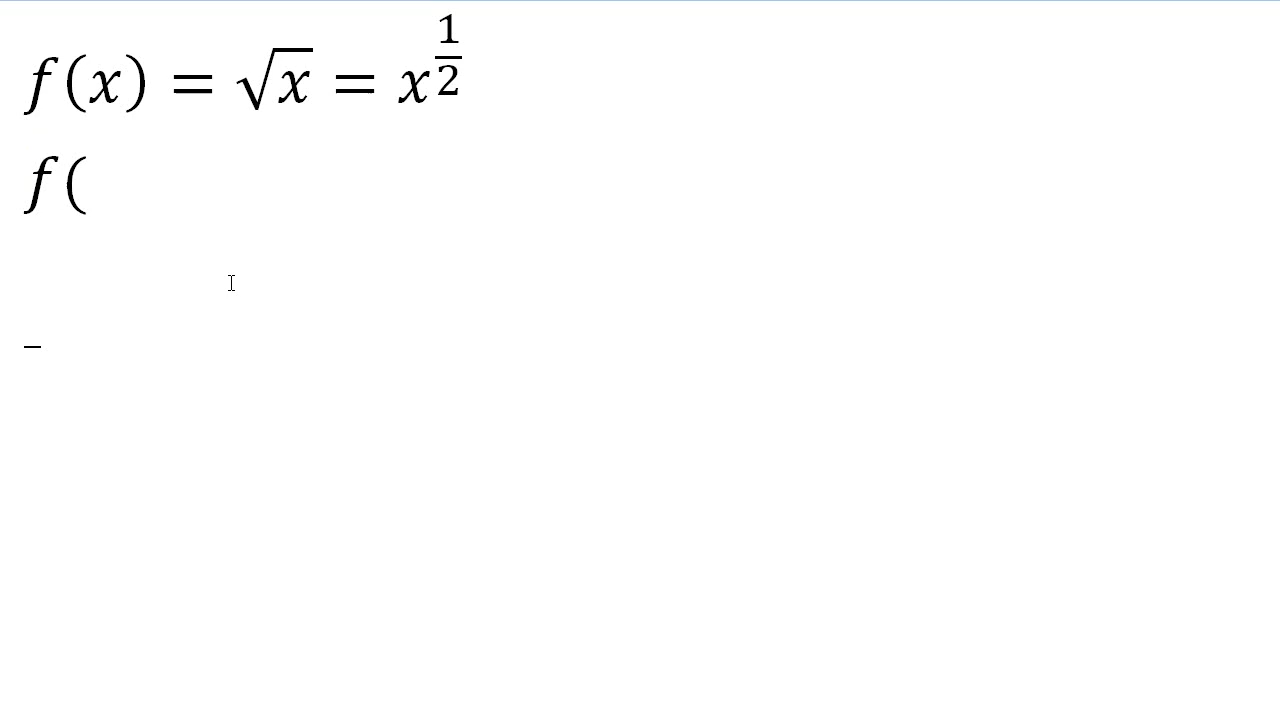 f(x) = √x = x^(1/2)
f(